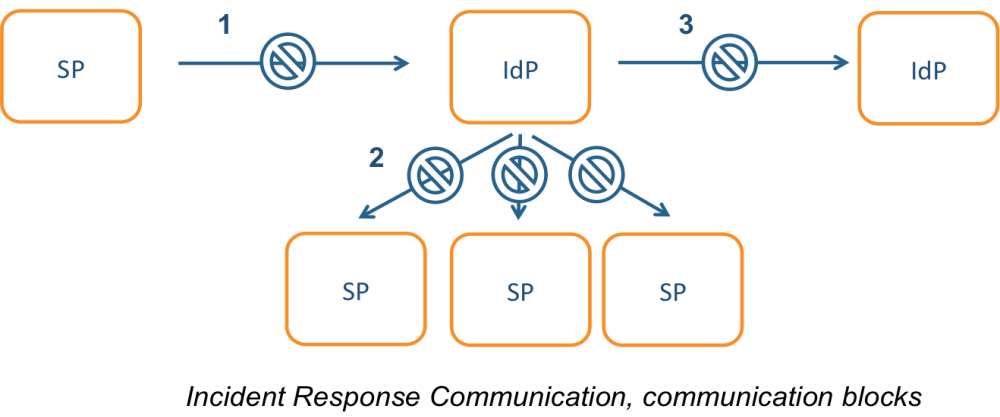 1
3
SP
IdP
IdP
2
SP
SP
SP
Incident Response Communication, communication blocks